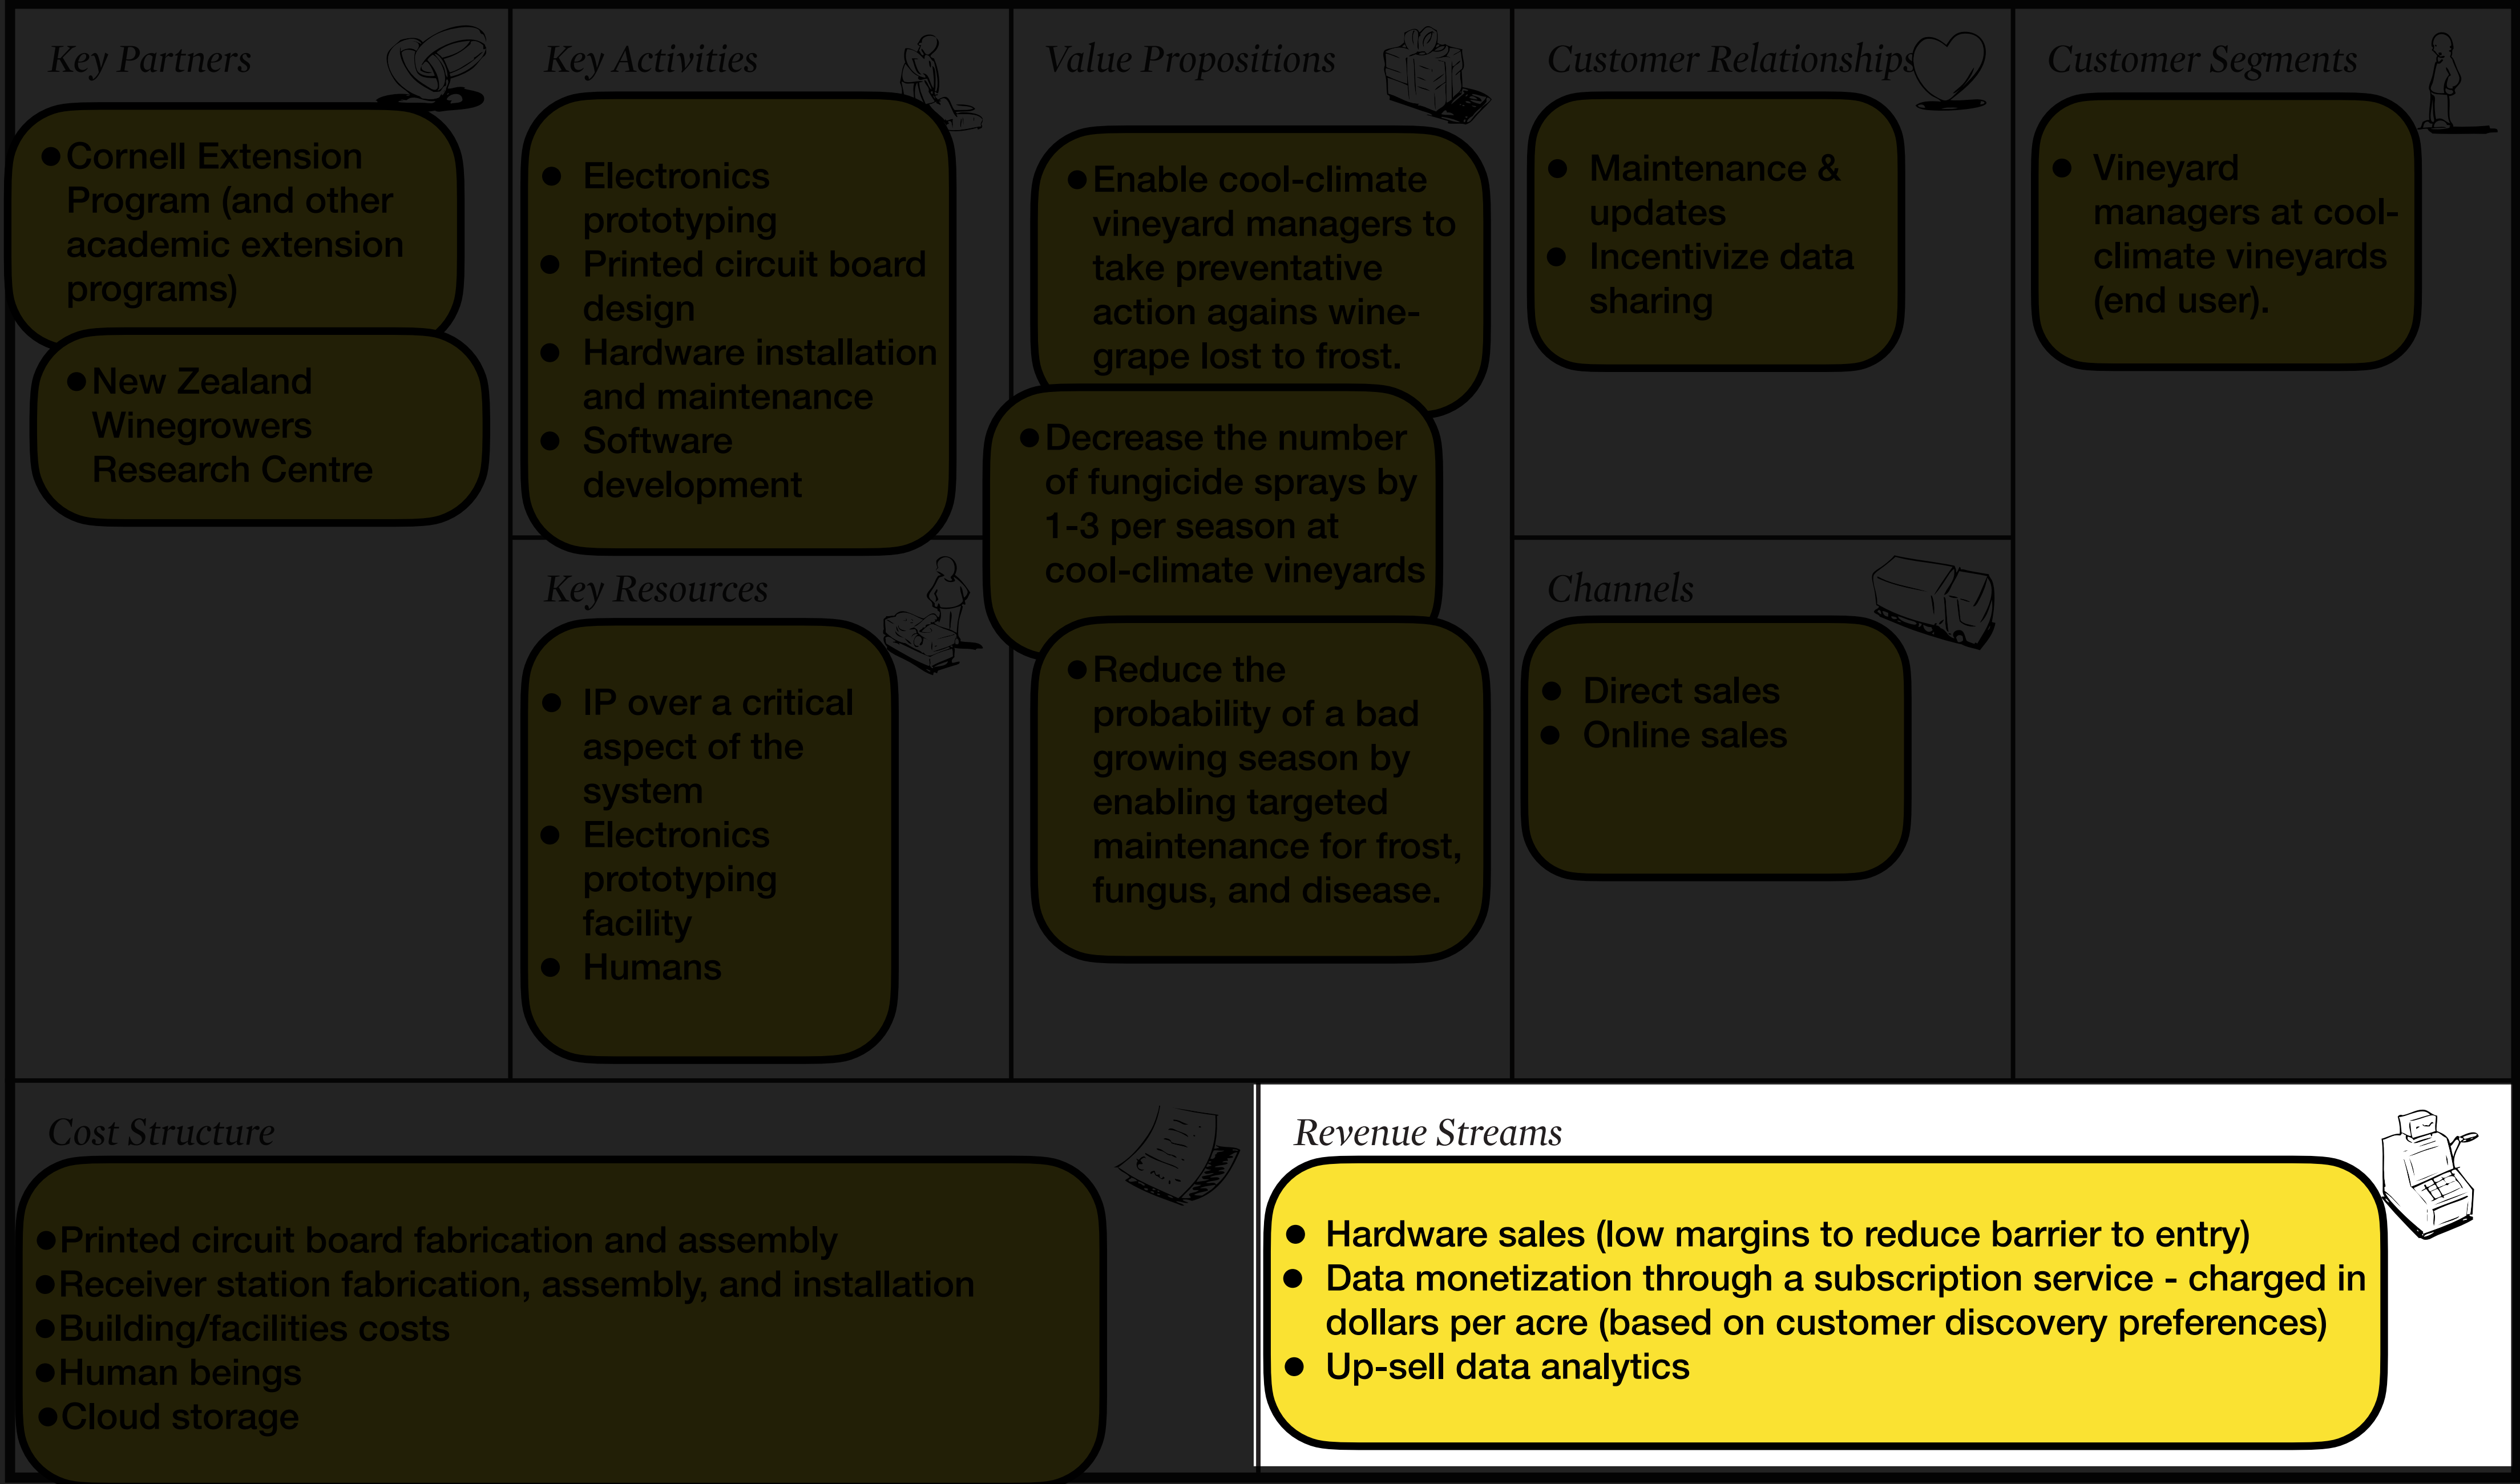 Key Partners
● Cornell Extension
Program (and other
academic extension
programs)
● New Zealand
Winegrowers
Research Centre
Key Activities
● Electronics
prototyping
● Printed circuit board
design
● Hardware installation
and maintenance
● Software
development
Key Resources
● IP over a critical
aspect of the
system
● Electronics
prototyping
facility
● Humans
Value Propositions
● Enable cool-climate
vineyard managers to
take preventative
action agains wine-
grape lost to frost.
● Decrease the number
of fungicide sprays by
1-3 per season at
cool-climate vineyards
● Reduce the
probability of a bad
growing season by
enabling targeted
maintenance for frost,
fungus, and disease.
Customer Relationships
● Maintenance &
updates
● Incentivize data
sharing
Channels
● Direct sales
● Online sales
Customer Segments
● Vineyard
managers at cool-
climate vineyards
(end user).
Cost Structure
● Printed circuit board fabrication and assembly
● Receiver station fabrication, assembly, and installation
● Building/facilities costs
● Human beings
● Cloud storage
Revenue Streams
● Hardware sales (low margins to reduce barrier to entry)
● Data monetization through a subscription service - charged in
dollars per acre (based on customer discovery preferences)
● Up-sell data analytics